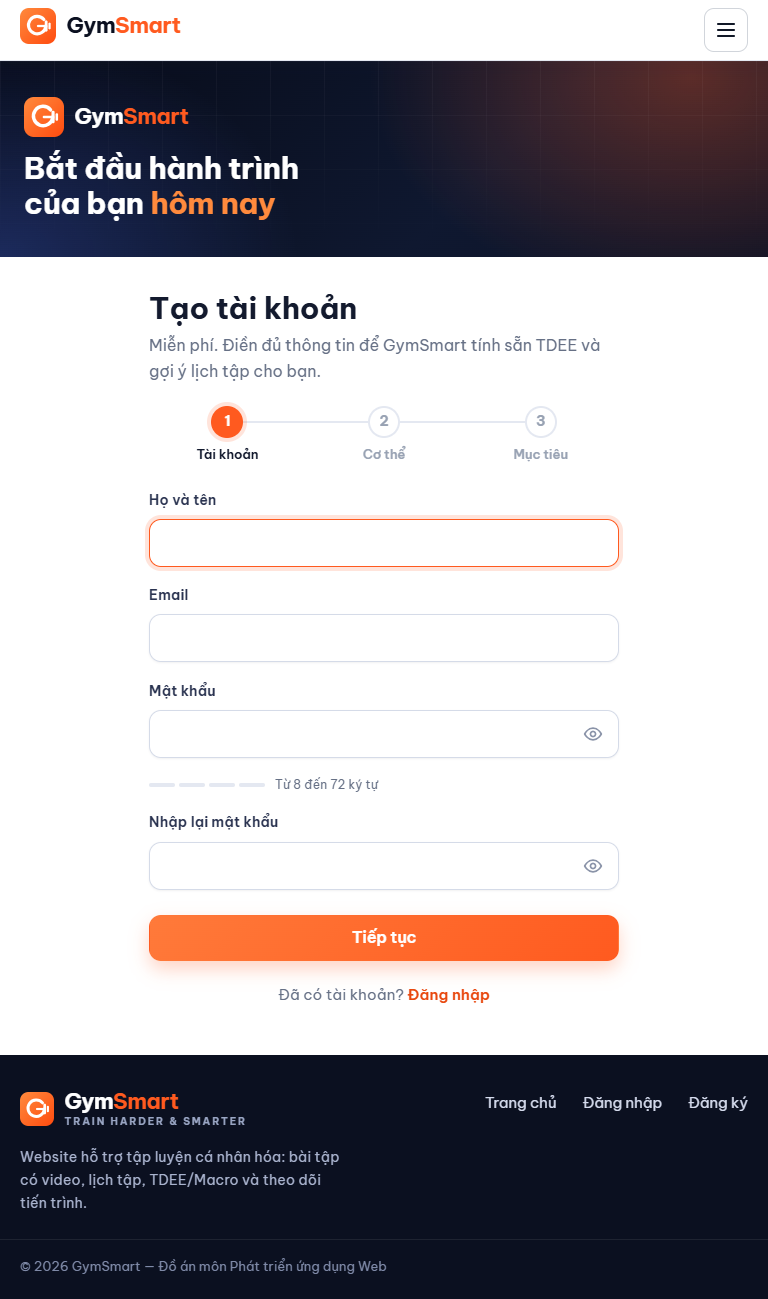 GymSmart
GymSmart
Bắt đầu hành trình
của bạn hôm nay
Tạo tài khoản
Miễn phí. Điền đủ thông tin để GymSmart tính sẵn TDEE và
gợi ý lịch tập cho bạn.
1
2
3
Tài khoản
Cơ thể
Mục tiêu
Họ và tên
Email
Mật khẩu
Từ 8 đến 72 ký tự
Nhập lại mật khẩu
Tiếp tục
Đã có tài khoản? Đăng nhập
GymSmart
TRAIN HARDER & SMARTER
Trang chủ
Đăng nhập
Đăng ký
Website hỗ trợ tập luyện cá nhân hóa: bài tập
có video, lịch tập, TDEE/Macro và theo dõi
tiến trình.
© 2026 GymSmart — Đồ án môn Phát triển ứng dụng Web